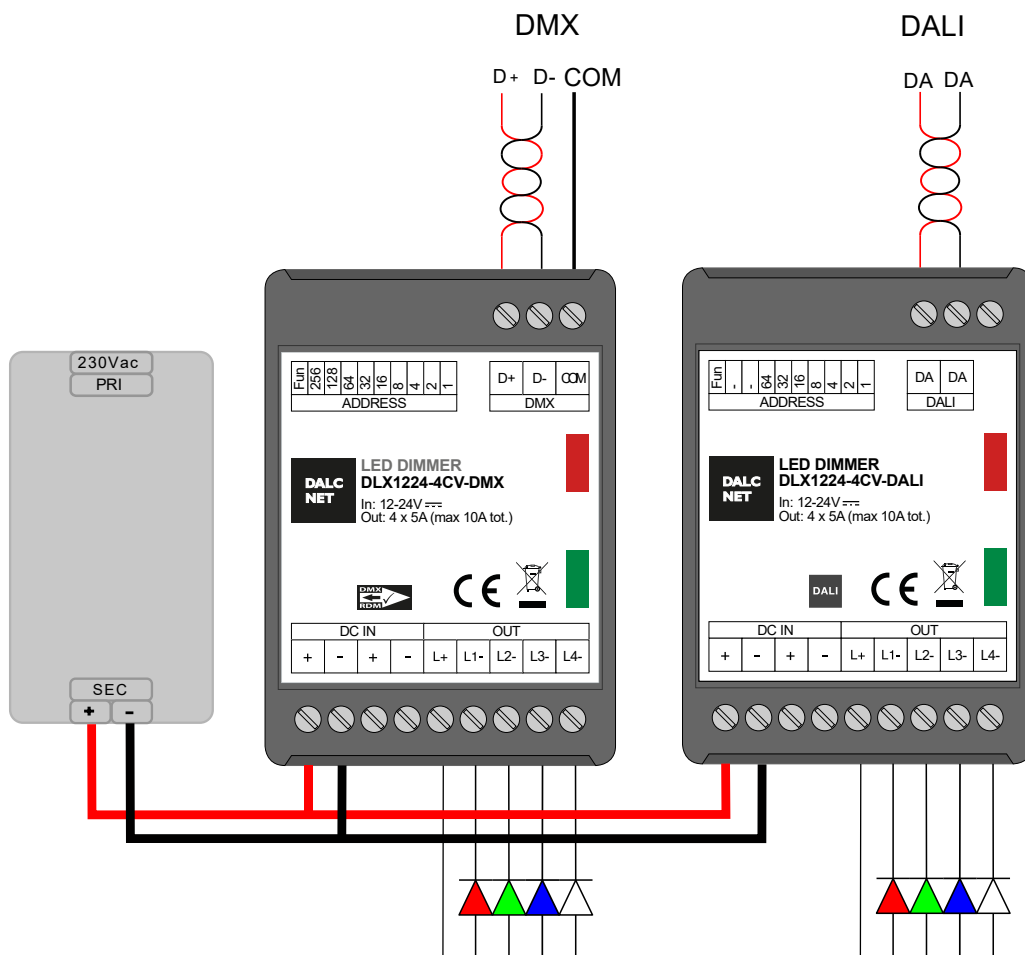 DMX
D+ D- COM
DALI
DA DA
230Vac
PRI
SEC
+ -
Fun 256 128 64 32 16 8 4 2 1
ADDRESS
D+ D- COM
DMX
DALC
NET
LED DIMMER
DLX1224-4CV-DMX
In: 12-24V
Out: 4 x 5A (max 10A tot.)
DMX
RDM
CE
DC IN OUT
+ - + - L+ L1- L2- L3- L4-
Fun - - 64 32 16 8 4 2 1
ADDRESS
DA DA
DALI
DALC
NET
LED DIMMER
DLX1224-4CV-DALI
In: 12-24V
Out: 4 x 5A (max 10A tot.)
DALI
CE
DC IN OUT
+ - + - L+ L1- L2- L3- L4-